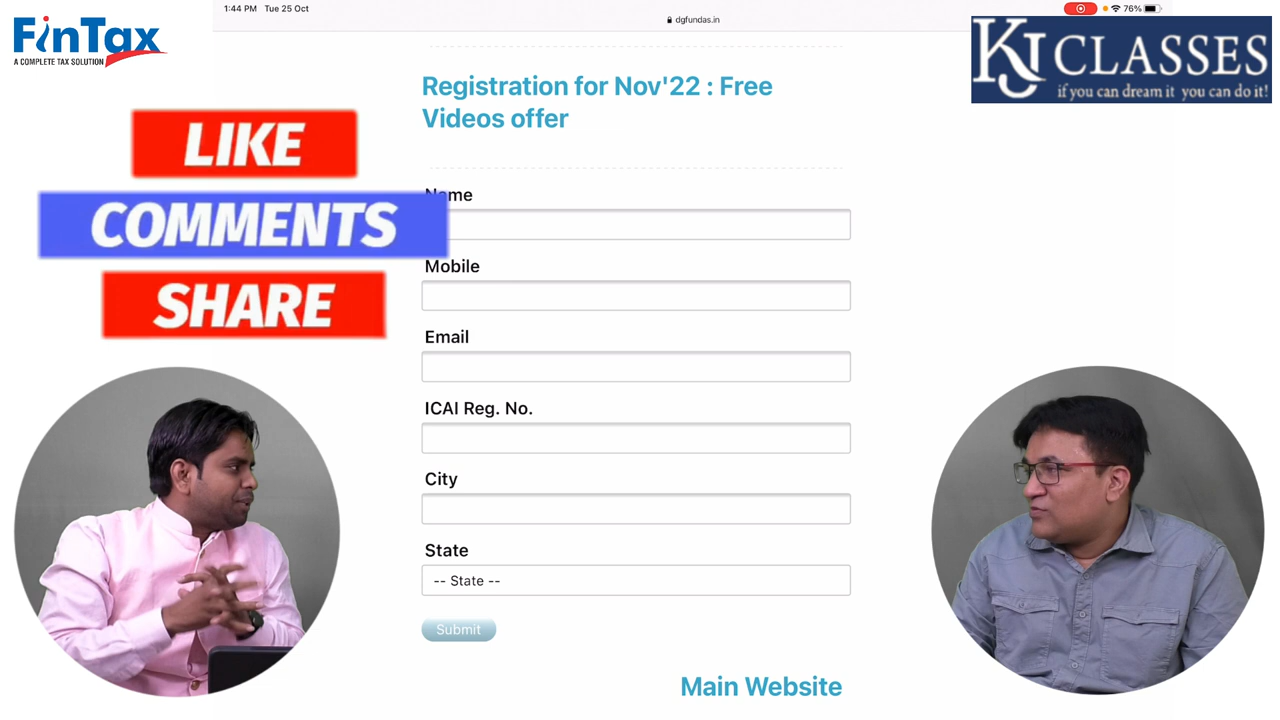 1:44 PM Tue 25 Oct
dgfundas.in
76%
FinTax
A COMPLETE TAX SOLUTION
KJ CLASSES
if you can dream it you can do it!
Registration for Nov'22 : Free
Videos offer
LIKE
COMMENTS
SHARE
Name
Mobile
Email
ICAI Reg. No.
City
State
-- State --
Submit
Main Website